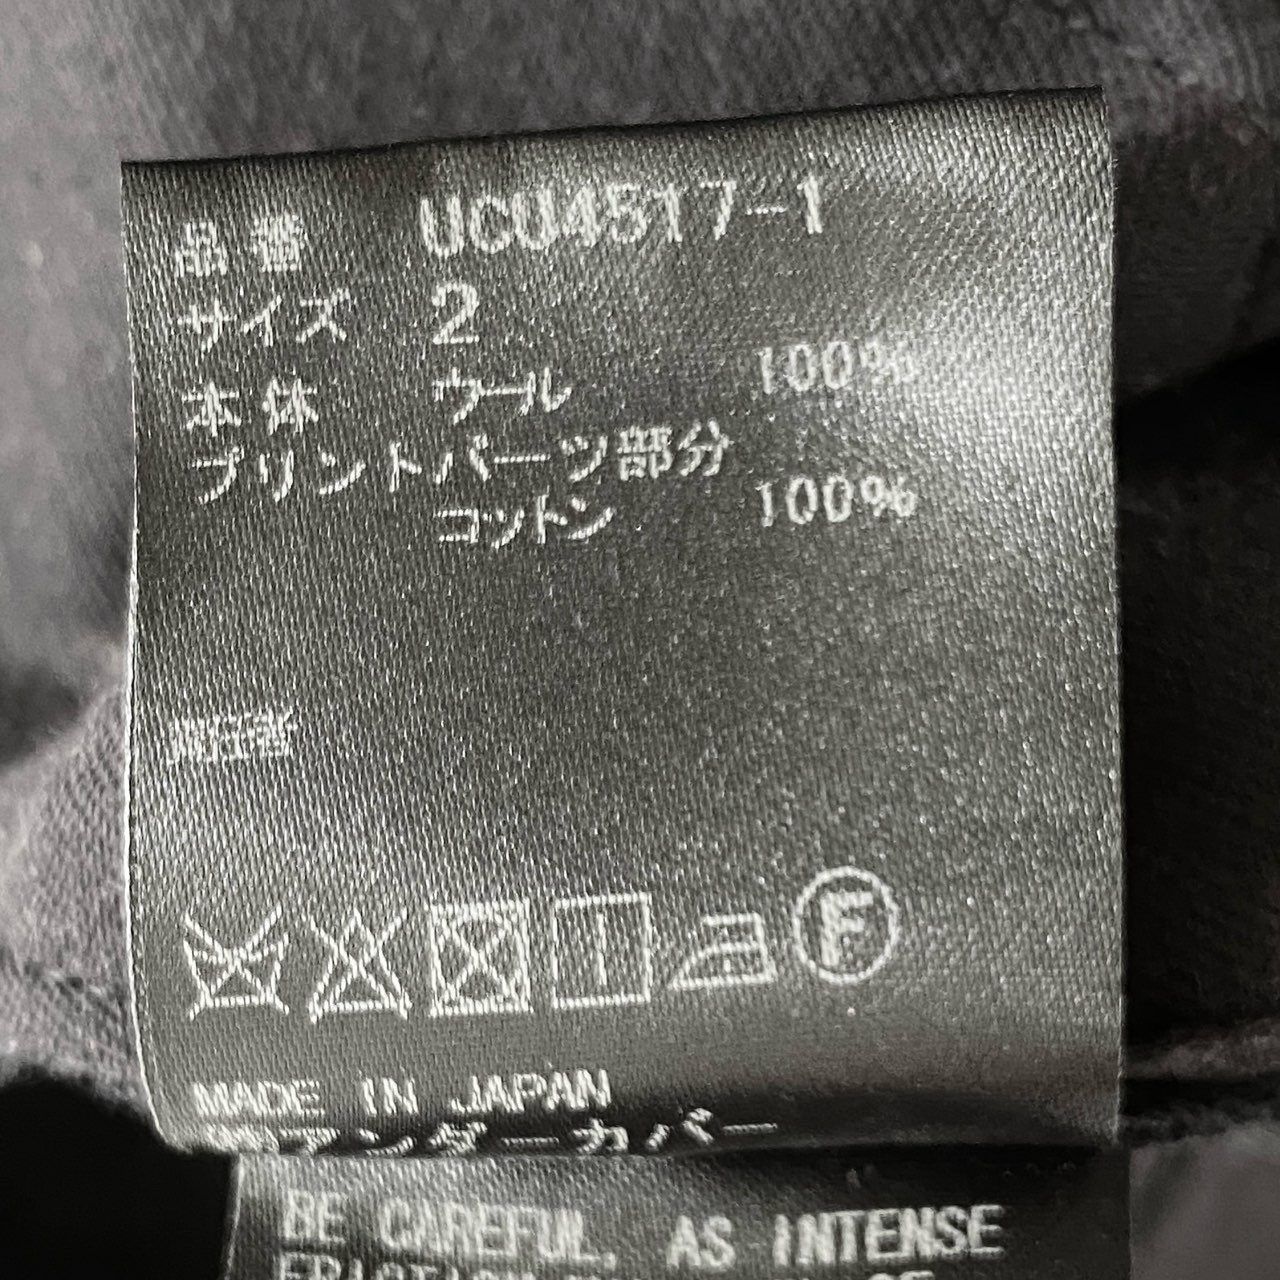 品番 UCU4517-1
サイズ 2
本体 ウール 100%
プリントパーツ部分
コットン 100%
F
MADE IN JAPAN
アンダーカバー
BE CAREFUL, AS INTENSE